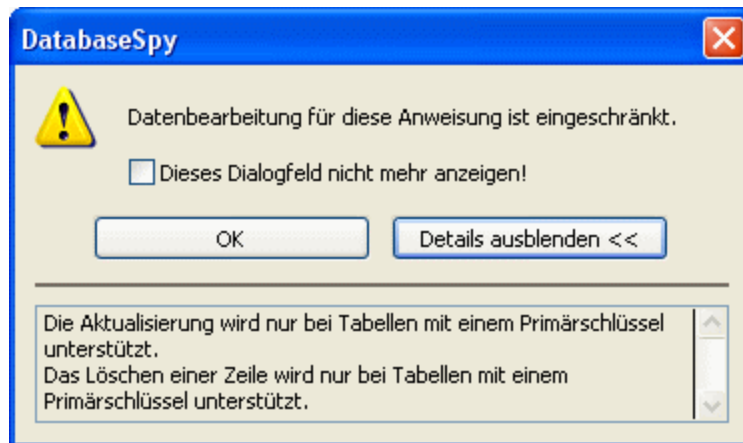 DatabaseSpy
Datenbearbeitung für diese Anweisung ist eingeschränkt.
Dieses Dialogfeld nicht mehr anzeigen!
OK
Details ausblenden <<
Die Aktualisierung wird nur bei Tabellen mit einem Primärschlüssel
unterstützt.
Das Löschen einer Zeile wird nur bei Tabellen mit einem
Primärschlüssel unterstützt.